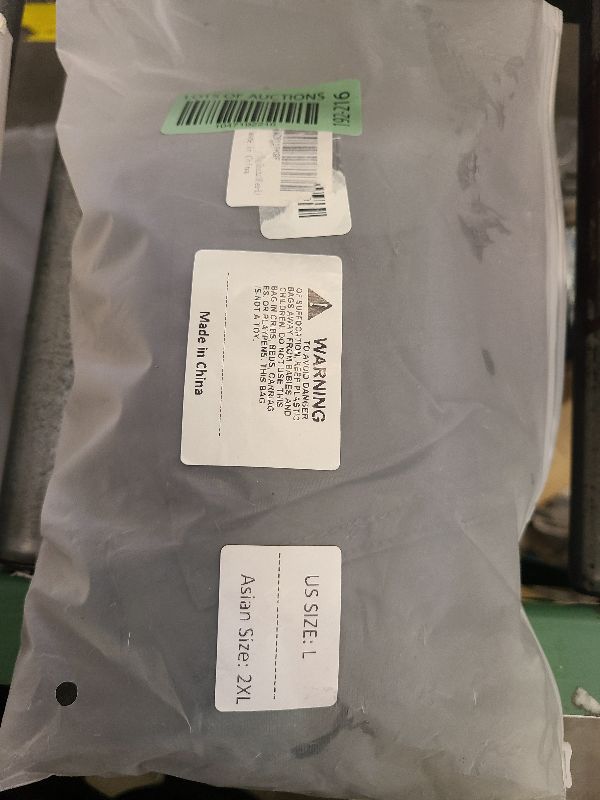 LOTS OF AUCTIONS
Made in China
WARNING
TO AVOID DANGER
OF SUFFOCATION, KEEP PLASTIC
BAGS AWAY FROM BABIES AND
CHILDREN. DO NOT USE THIS
BAG IN CRIBS, BEDS, CARRIAG
ES, OR PLAYPENS. THIS BAG
IS NOT A TOY.
Made in China
US SIZE: L
Asian Size: 2XL